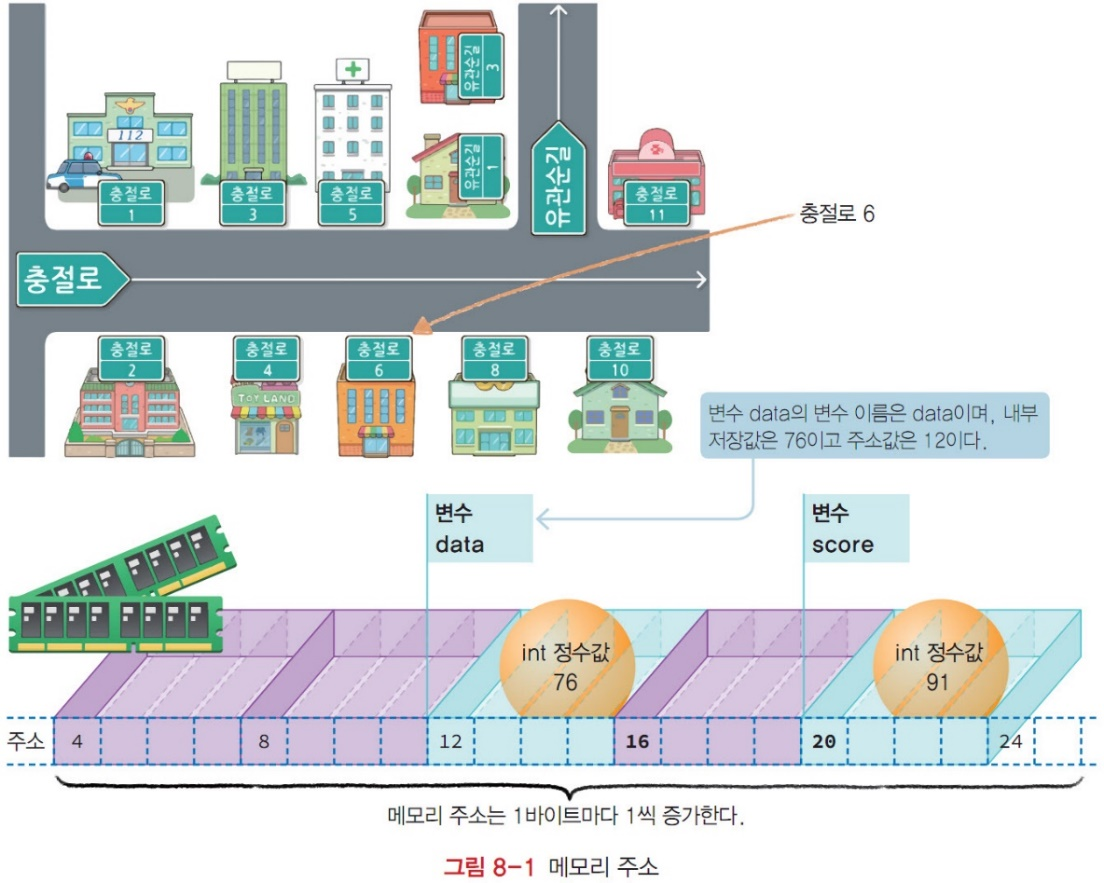 유관순길
3
112
유관순길
1
충절로
1
충절로
3
충절로
5
유관순길
충절로
11
충절로 6
충절로
충절로
2
충절로
4
충절로
6
충절로
8
충절로
10
TOY LAND
변수 data의 변수 이름은 data이며, 내부
저장값은 76이고 주소값은 12이다.
변수
data
변수
score
int 정수값
76
int 정수값
91
주소 4 8 12 16 20 24
메모리 주소는 1바이트마다 1씩 증가한다.
그림 8-1 메모리 주소